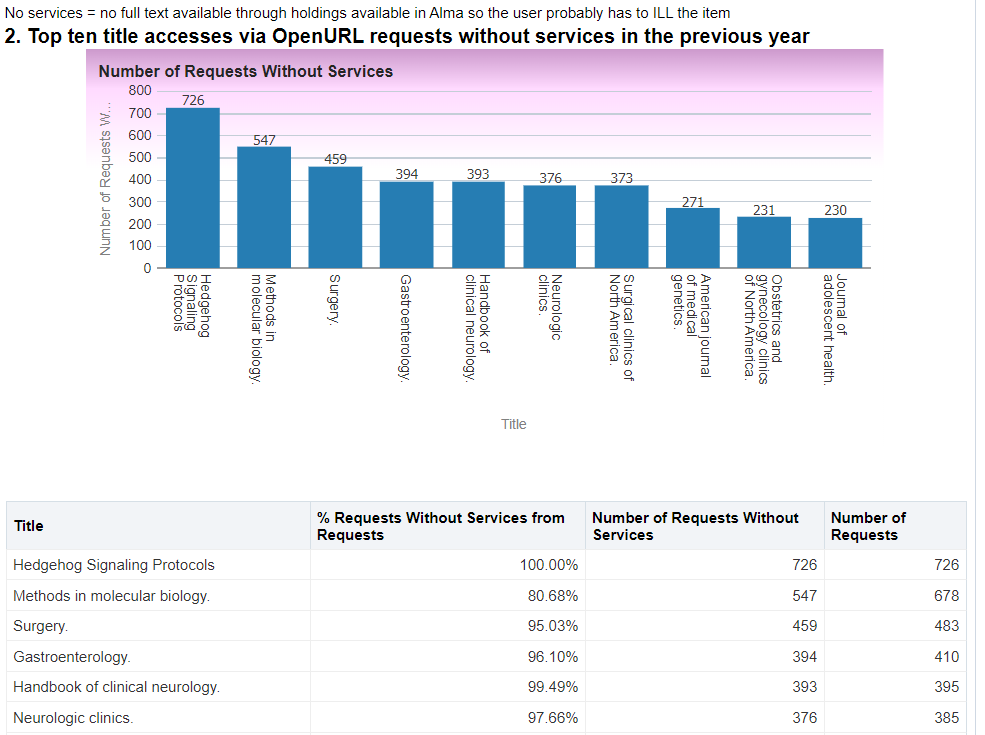 No services = no full text available through holdings available in Alma so the user probably has to ILL the item
2. Top ten title accesses via OpenURL requests without services in the previous year
Number of Requests Without Services
Number of Requests W...
800
700
600
500
400
300
200
100
0
726
547
459
394
393
376
373
271
231
230
Hedgehog
Signaling
Protocols
Methods in
molecular biology.
Surgery.
Gastroenterology.
Handbook of
clinical neurology.
Neurologic
clinics.
Surgical clinics of
North America.
American journal
of medical
genetics.
Obstetrics and
gynecology clinics
of North America.
Journal of
adolescent health.
Title
Title % Requests Without Services from Requests Number of Requests Without Services Number of Requests
Hedgehog Signaling Protocols 100.00% 726 726
Methods in molecular biology. 80.68% 547 678
Surgery. 95.03% 459 483
Gastroenterology. 96.10% 394 410
Handbook of clinical neurology. 99.49% 393 395
Neurologic clinics. 97.66% 376 385